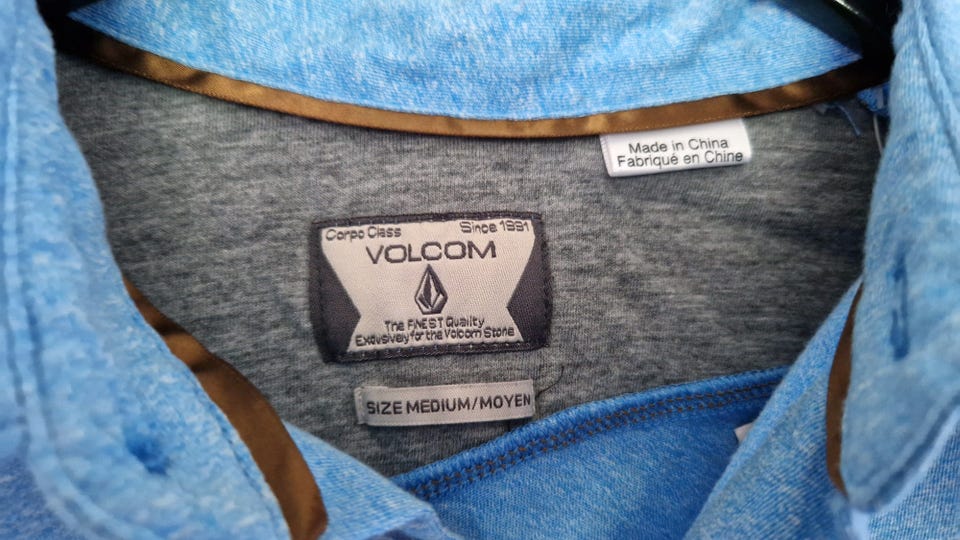 Made in China
Fabriqué en Chine
Corpo Class Since 1991
VOLCOM
The FINEST Quality
Exclusively for the Volcom Stone
SIZE MEDIUM/MOYEN